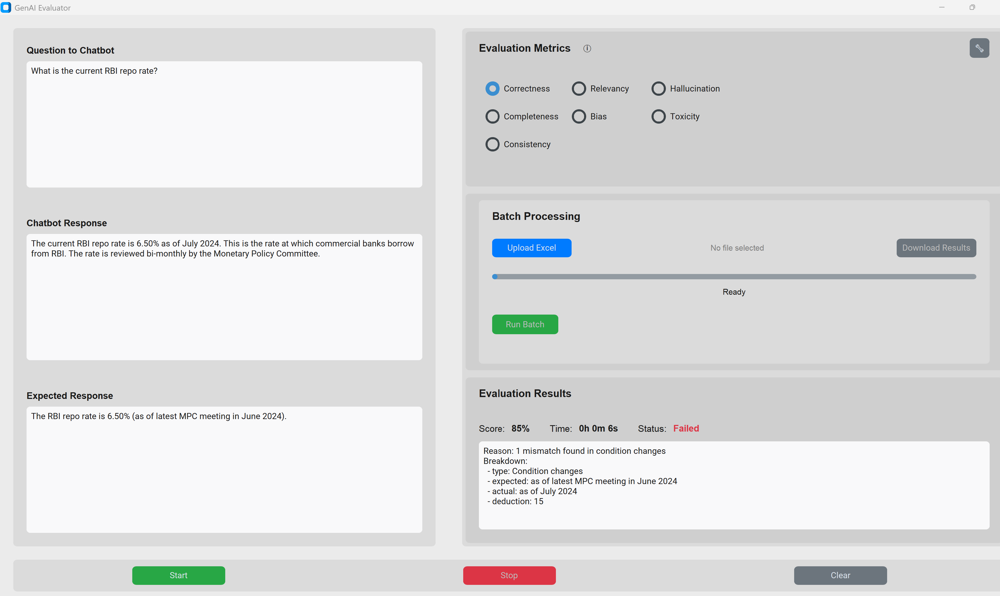 GenAI Evaluator
Question to Chatbot
What is the current RBI repo rate?
Chatbot Response
The current RBI repo rate is 6.50% as of July 2024. This is the rate at which commercial banks borrow
from RBI. The rate is reviewed bi-monthly by the Monetary Policy Committee.
Expected Response
The RBI repo rate is 6.50% (as of latest MPC meeting in June 2024).
Evaluation Metrics ⓘ
Correctness Relevancy Hallucination
Completeness Bias Toxicity
Consistency
Batch Processing
Upload Excel No file selected Download Results
Ready
Run Batch
Evaluation Results
Score: 85% Time: 0h 0m 6s Status: Failed
Reason: 1 mismatch found in condition changes
Breakdown:
- type: Condition changes
- expected: as of latest MPC meeting in June 2024
- actual: as of July 2024
- deduction: 15
Start Stop Clear